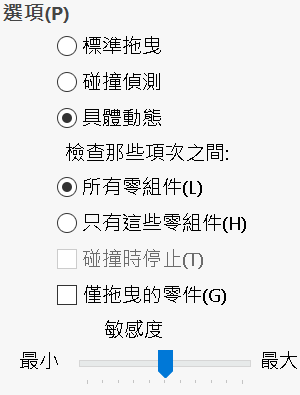 選項(P)
標準拖曳
碰撞偵測
具體動態
檢查那些項次之間:
所有零組件(L)
只有這些零組件(H)
碰撞時停止(T)
僅拖曳的零件(G)
敏感度
最小 最大